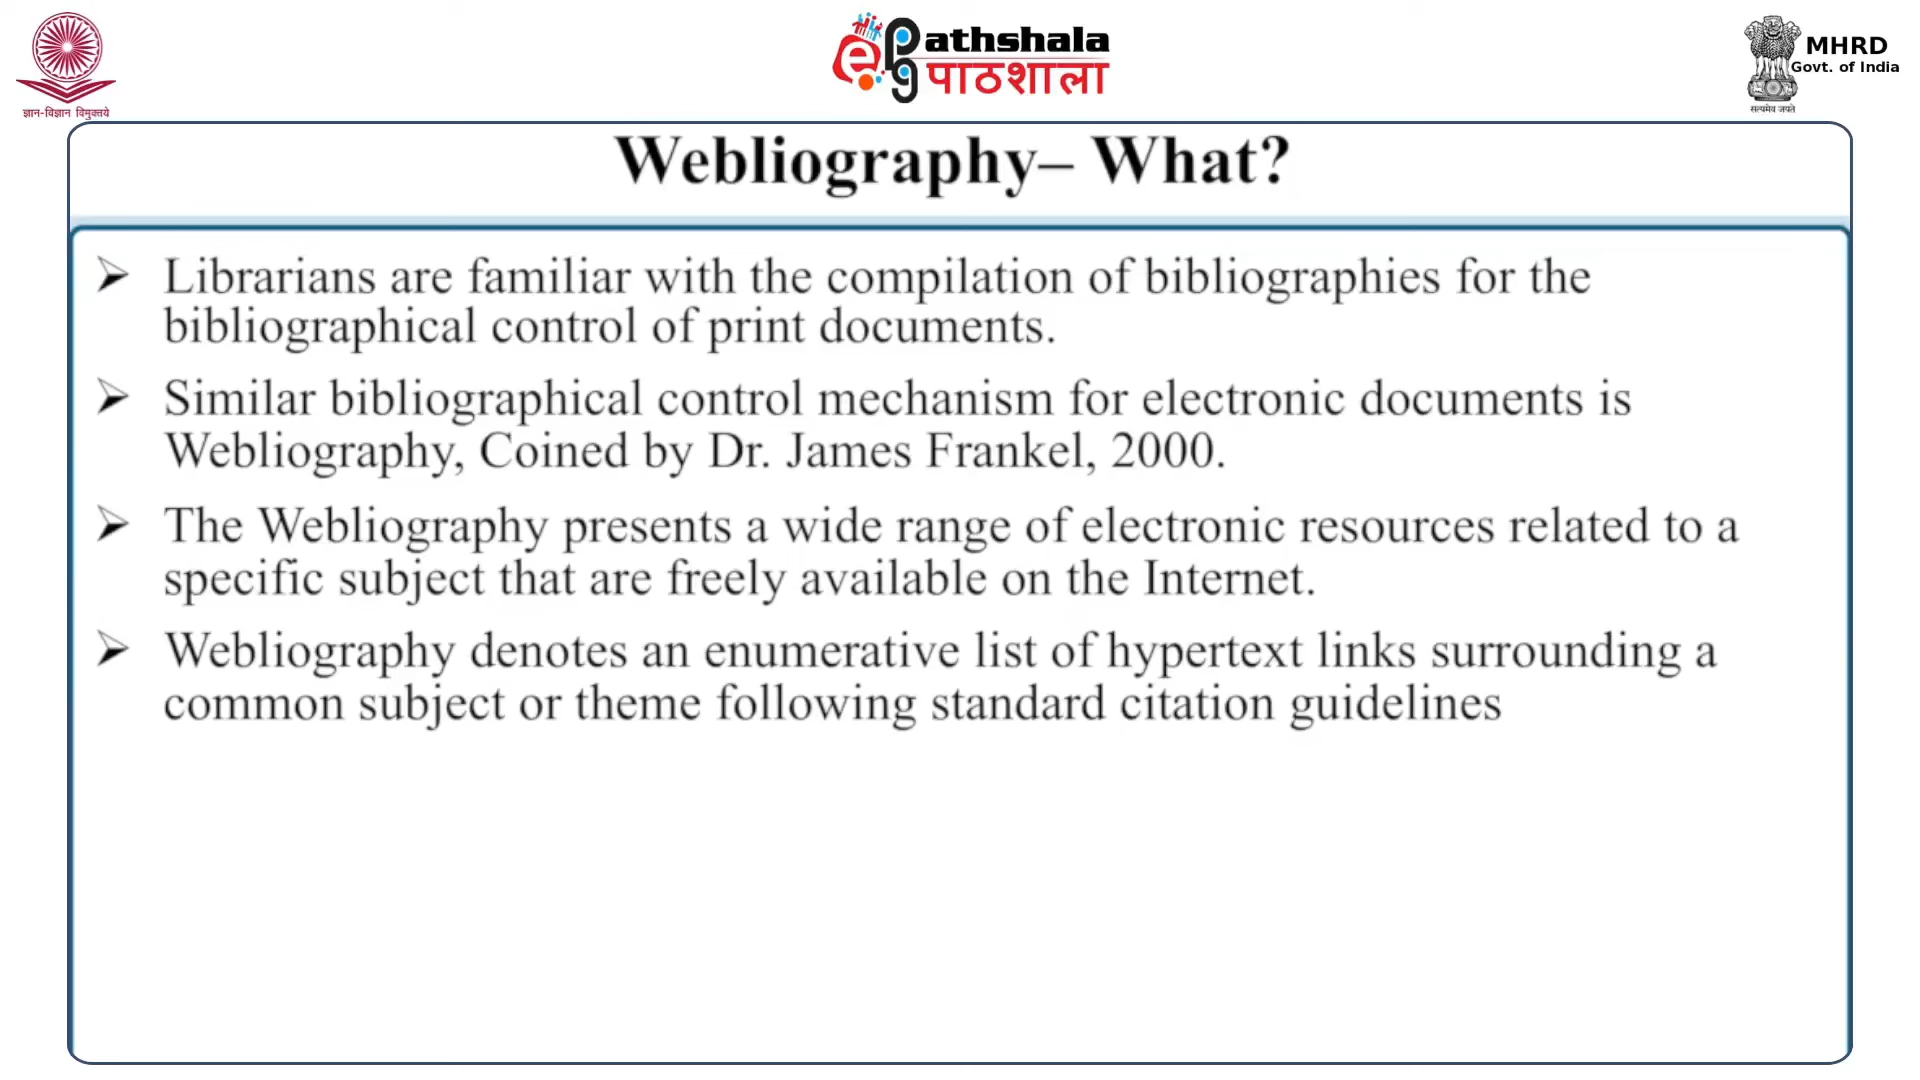 ज्ञान-विज्ञान विमुक्तये
ePG Pathshala
पाठशाला
MHRD
Govt. of India
सत्यमेव जयते
Webliography– What?
Librarians are familiar with the compilation of bibliographies for the
bibliographical control of print documents.
Similar bibliographical control mechanism for electronic documents is
Webliography, Coined by Dr. James Frankel, 2000.
The Webliography presents a wide range of electronic resources related to a
specific subject that are freely available on the Internet.
Webliography denotes an enumerative list of hypertext links surrounding a
common subject or theme following standard citation guidelines